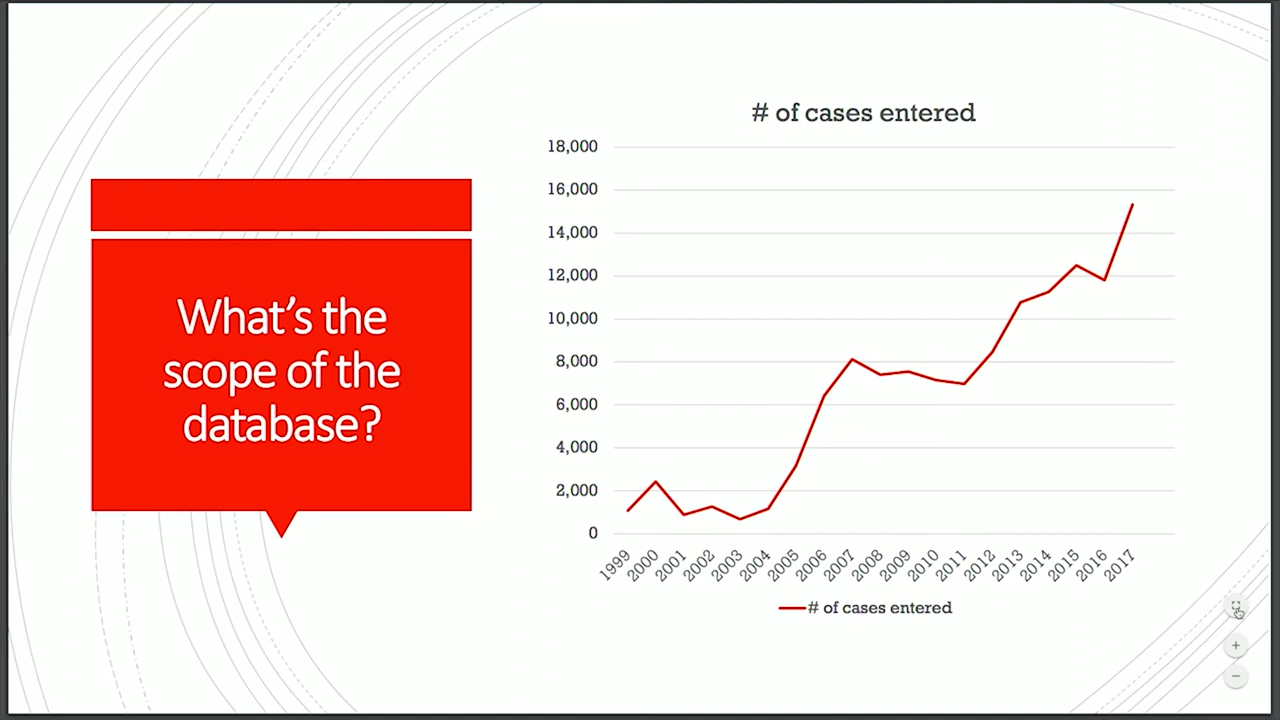 What's the
scope of the
database?
# of cases entered
18,000
16,000
14,000
12,000
10,000
8,000
6,000
4,000
2,000
0
1999 2000 2001 2002 2003 2004 2005 2006 2007 2008 2009 2010 2011 2012 2013 2014 2015 2016 2017
# of cases entered